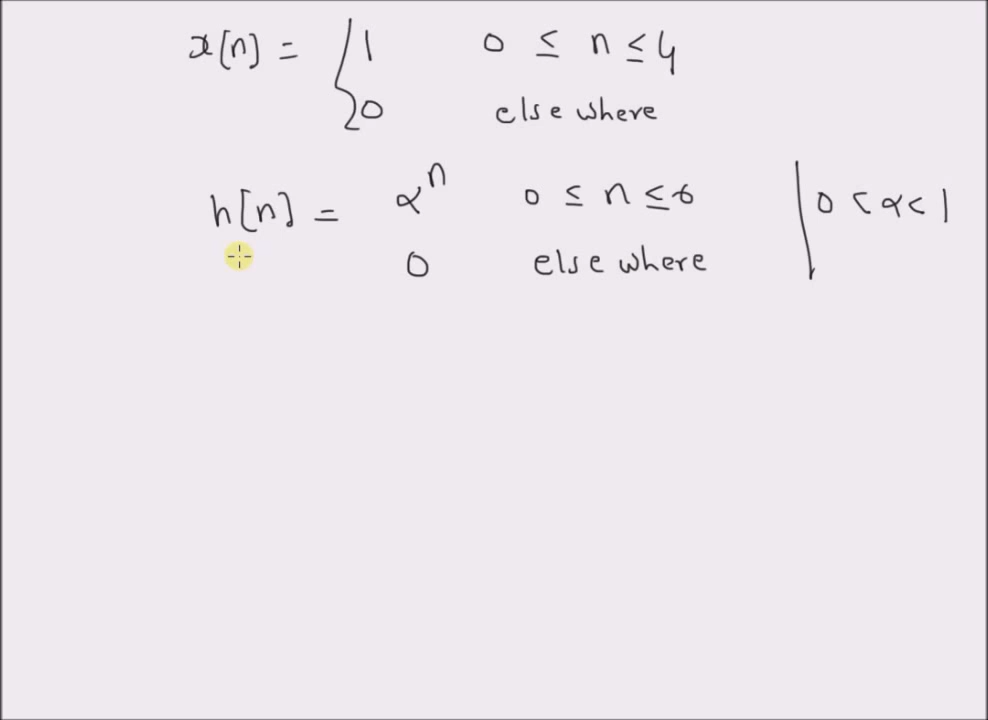 x[n] = { 1 0 ≤ n ≤ 4
0 else where
h[n] = α^n 0 ≤ n ≤ 6 | 0 < α < 1
0 else where